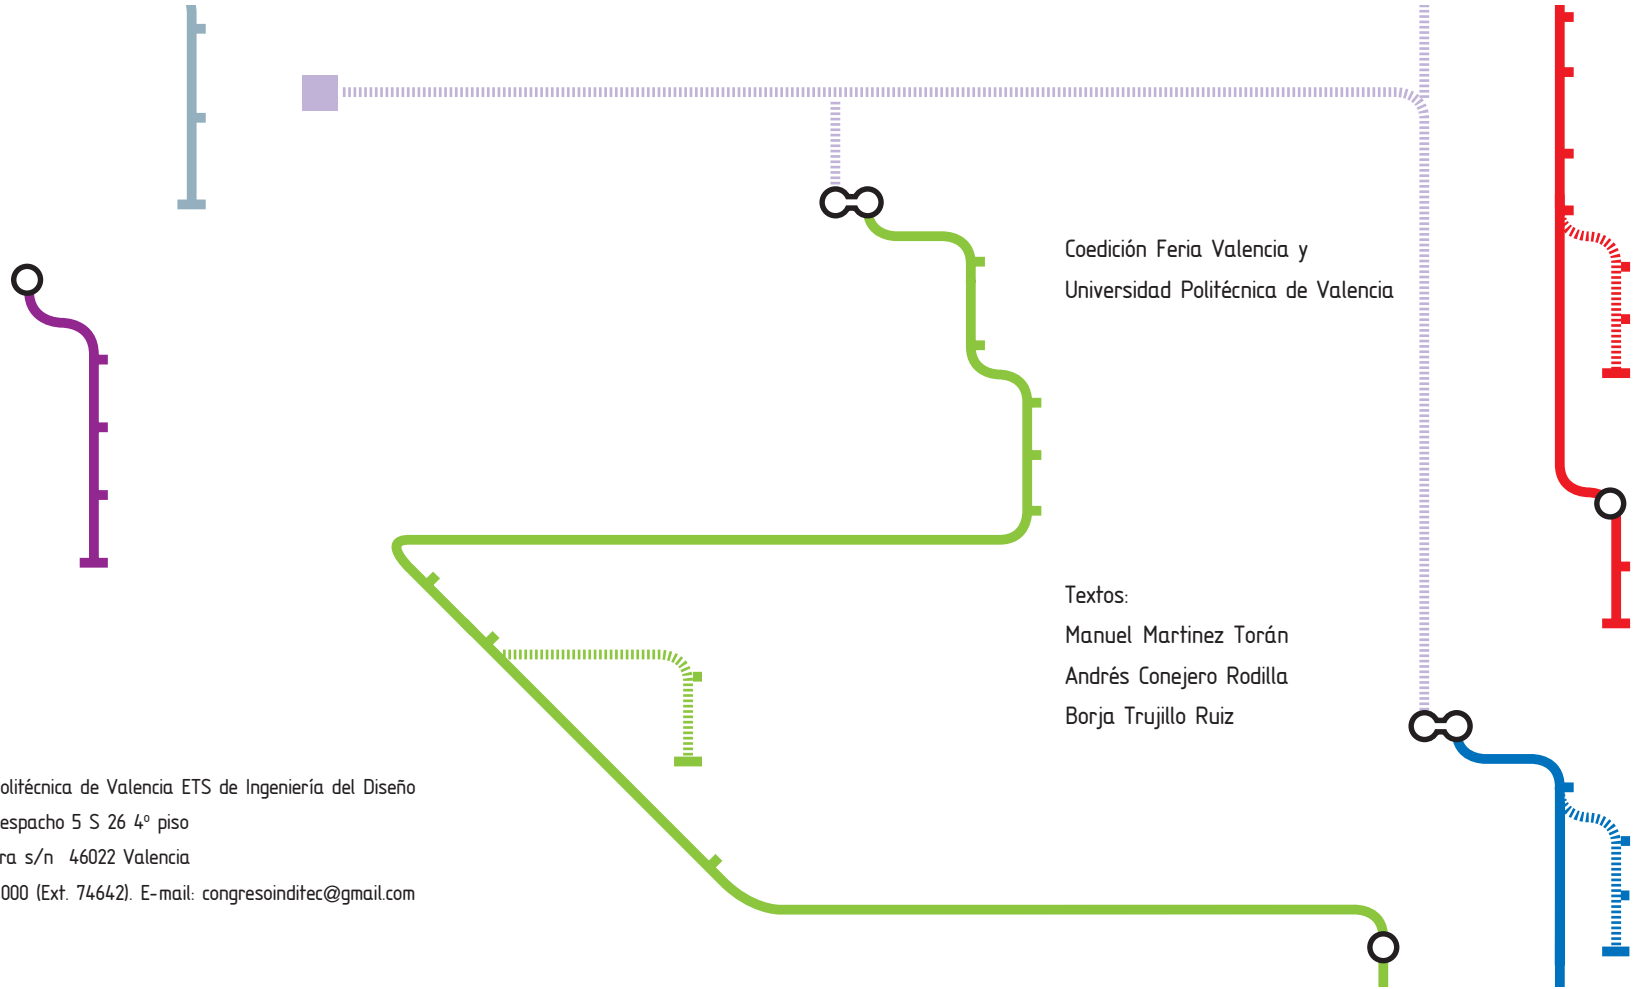 Coedición Feria Valencia y
Universidad Politécnica de Valencia
Textos:
Manuel Martinez Torán
Andrés Conejero Rodilla
Borja Trujillo Ruiz
olitécnica de Valencia ETS de Ingeniería del Diseño
espacho 5 S 26 4º piso
ra s/n 46022 Valencia
000 (Ext. 74642). E-mail: congresoinditec@gmail.com